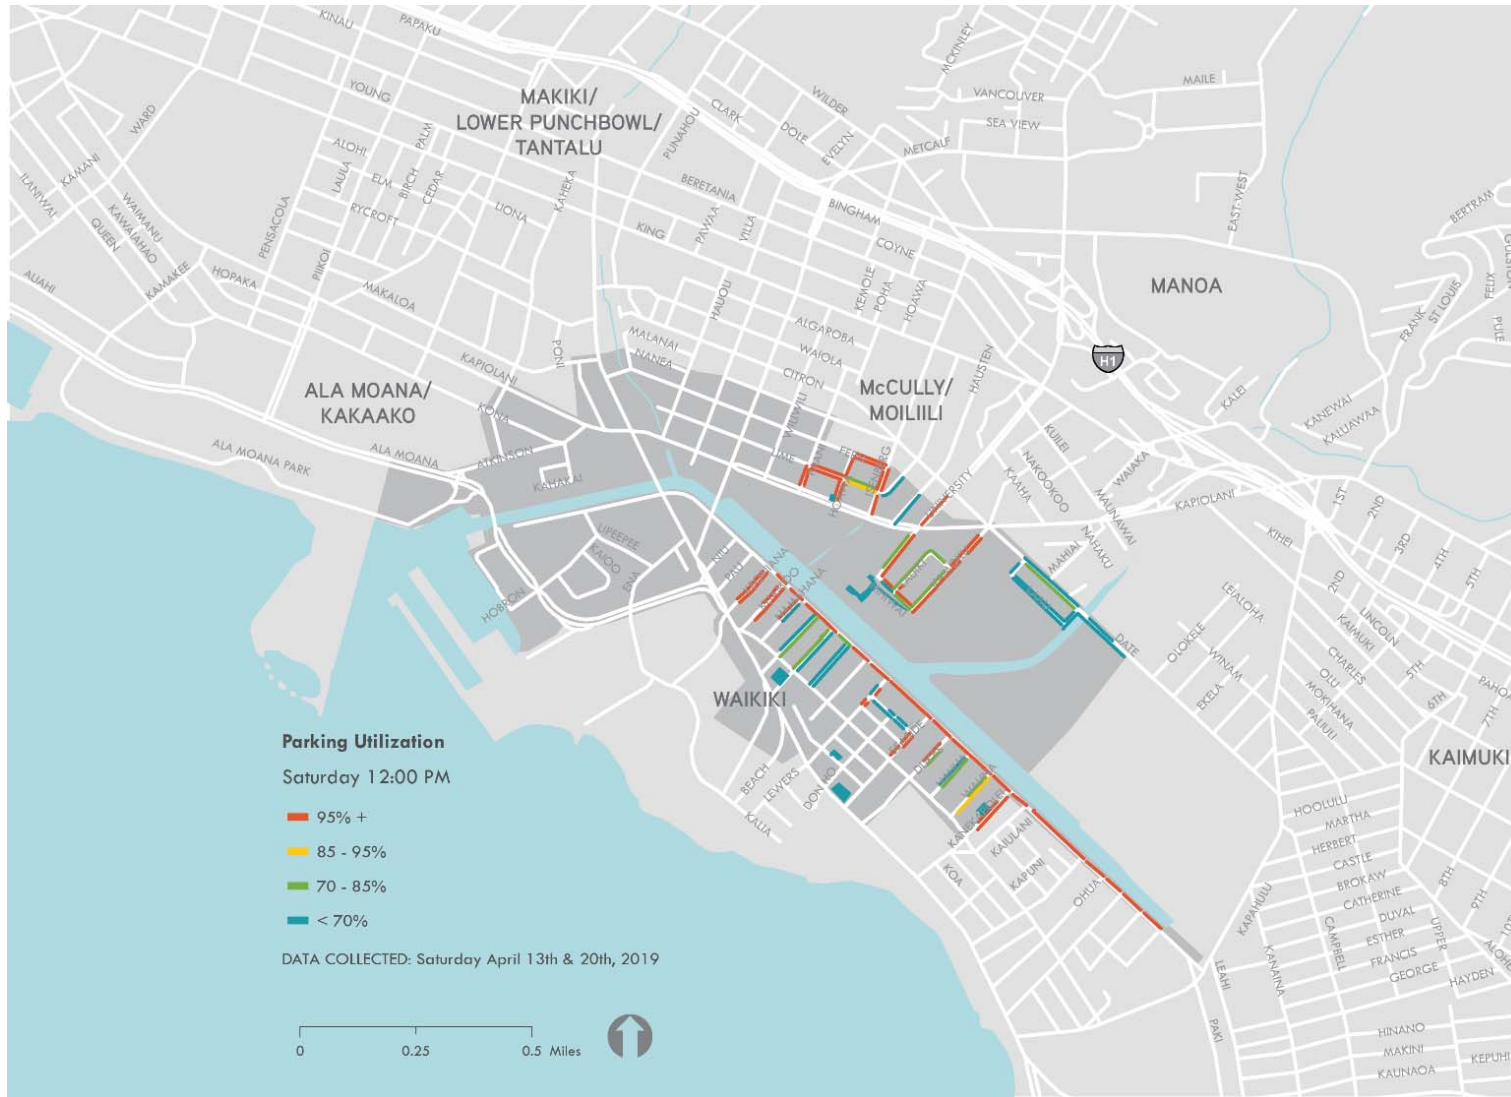 KINAU
PAPAKU
MCKINLEY
MAILE
YOUNG
VANCOUVER
WARD
MAKIKI/
LOWER PUNCHBOWL/
TANTALU
CLARK
WILDER
DOLE
EVELYN
SEA VIEW
METCALF
PUNAHOU
PALM
ALOHI
KAMANI
LAULA
ELM
BIRCH
CEDAR
KAHEKA
BERETANIA
BINGHAM
EAST-WEST
BERTRAM
ILANIWAI
WAIMANU
KAWAIAHAO
QUEEN
RYCROFT
LIONA
KING
PAWAA
VILLA
COYNE
PENSACOLA
PIIKOI
KAMAKEE
HOPAKA
AUAHI
MAKALOA
HAUOLI
KEMOLE
POHA
HOAWA
MANOA
FELIX
ST LOUIS
FRANK
PULE
ALGAROBA
WAIOLA
CITRON
MALANAI
NANEA
PONI
KAPIOLANI
HAUSTEN
H1
ALA MOANA/
KAKAAKO
McCULLY/
MOILIILI
KALEI
KANEWAI
KALUAWAA
KONA
WILIWILI
KUILEI
NAKOOKOO
KAAHA
WAIAKA
MAUNAWAI
ALA MOANA PARK
ALA MOANA
ATKINSON
KAHAKAI
LIME
ISENBERG
UNIVERSITY
KAPIOLANI
1ST
2ND
3RD
4TH
5TH
NAHAKU
MAHIAI
KIHEI
LIPEEPEE
KAIOO
ENA
HOBRON
NIU
PAU
2ND
LEIALOHA
LINCOLN
KAIMUKI
CHARLES
OLU
MOKIHANA
PALIULI
5TH
6TH
7TH
OLOKELE
WINAM
EKELA
DATE
WAIKIKI
KAIMUKI
Parking Utilization
Saturday 12:00 PM
95% +
85 - 95%
70 - 85%
< 70%
DATA COLLECTED: Saturday April 13th & 20th, 2019
0
0.25
0.5 Miles
BEACH
LEWERS
KALIA
KAIULANI
KAPUNI
KOA
OHUA
HOOLULU
MARTHA
HERBERT
CASTLE
BROKAW
CATHERINE
DUVAL
ESTHER
FRANCIS
GEORGE
UPPER
CAMPBELL
8TH
9TH
HAYDEN
KAPAHULU
KANAINA
LEAHI
PAKI
HINANO
MAKINI
KAUNAOA
KEPUHI